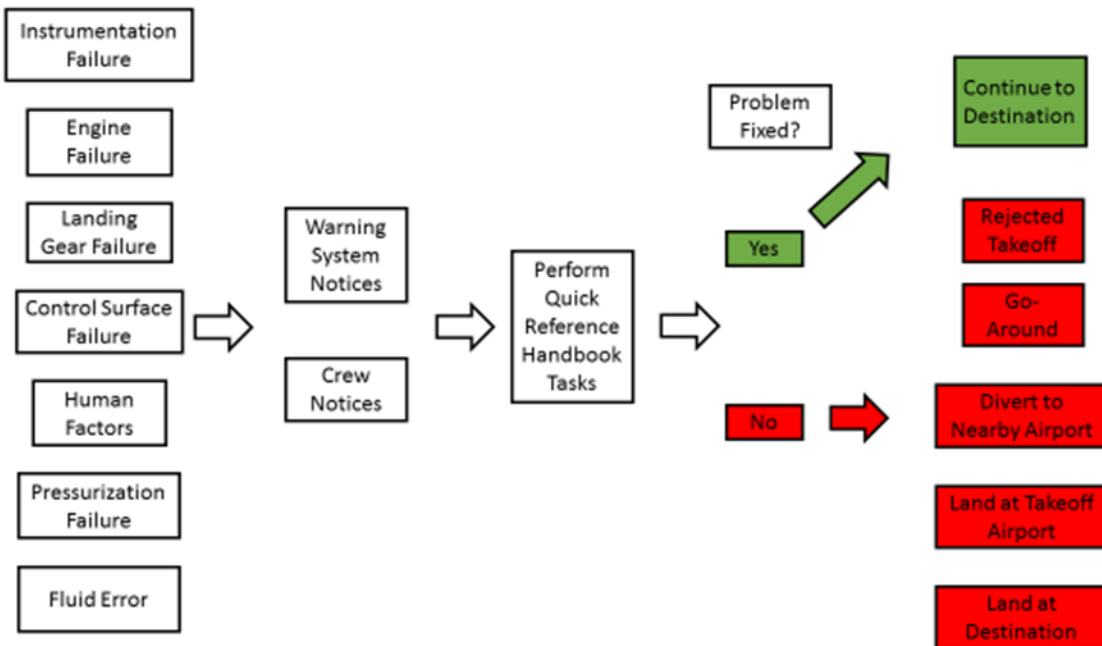 Instrumentation
Failure
Engine
Failure
Landing
Gear Failure
Control Surface
Failure
Human
Factors
Pressurization
Failure
Fluid Error
Warning
System
Notices
Crew
Notices
Perform
Quick
Reference
Handbook
Tasks
Problem
Fixed?
Yes
No
Continue to
Destination
Rejected
Takeoff
Go-
Around
Divert to
Nearby Airport
Land at Takeoff
Airport
Land at
Destination